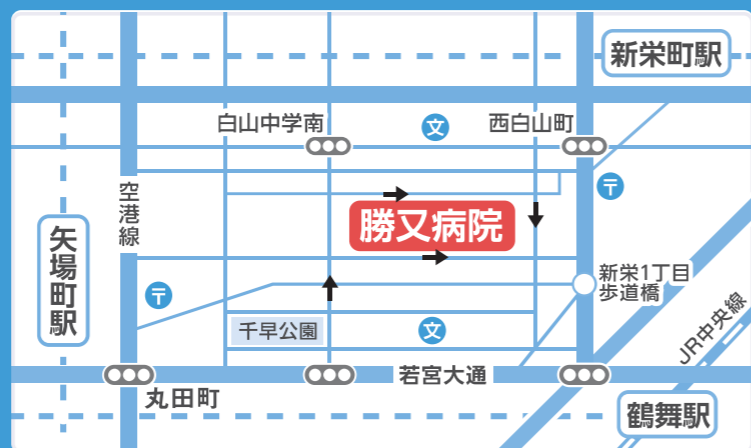 新栄町駅
白山中学南
文
西白山町
〒
空港線
勝又病院
矢場町駅
新栄1丁目
歩道橋
〒
千早公園
文
JR中央線
若宮大通
丸田町
鶴舞駅